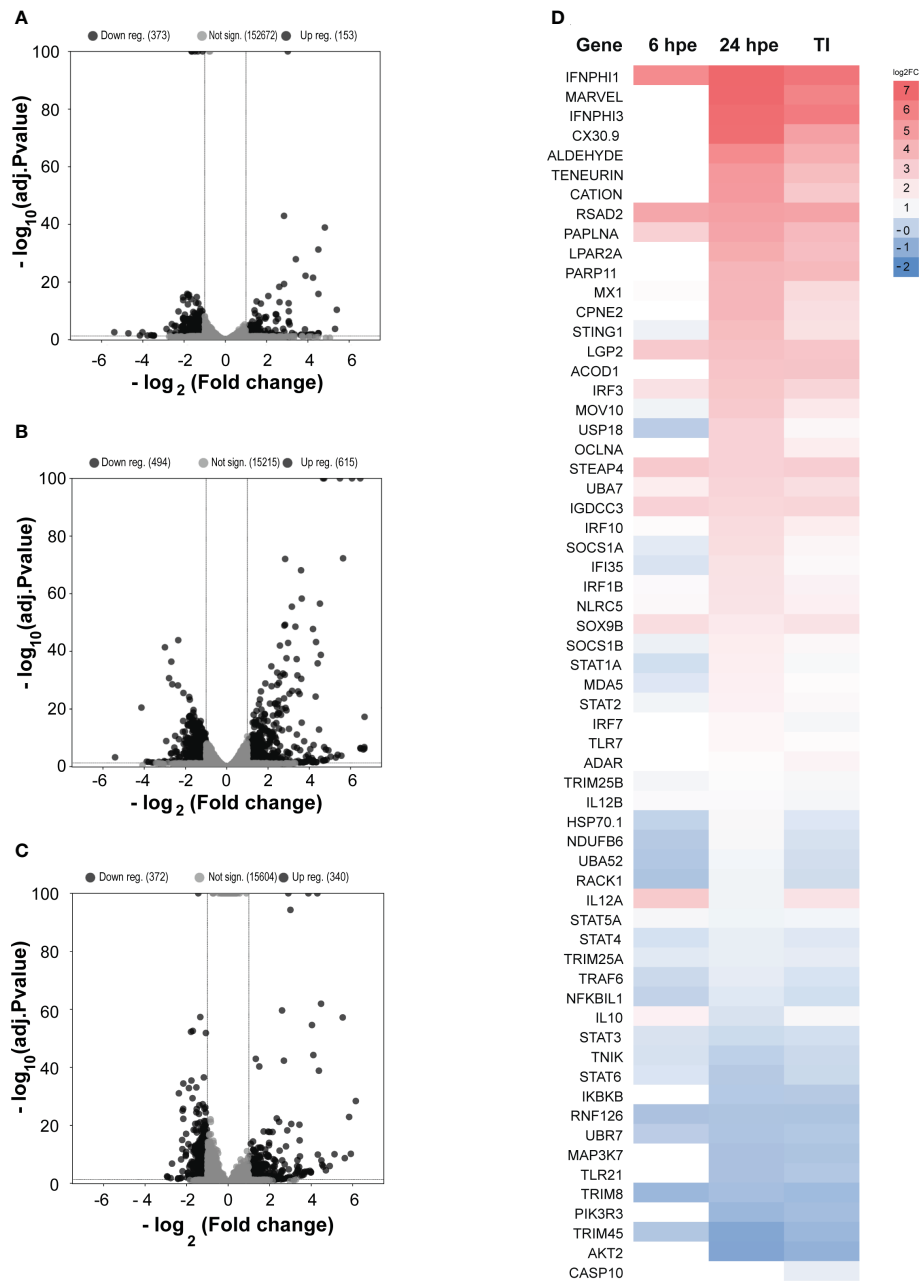 A
Down reg. (373) Not sign. (152672) Up reg. (153)
100
80
60
40
20
0
-6 -4 -2 0 2 4 6
- log10(adj.Pvalue)
- log2 (Fold change)
B
Down reg. (494) Not sign. (15215) Up reg. (615)
100
80
60
40
20
0
-6 -4 -2 0 2 4 6
- log10(adj.Pvalue)
- log2 (Fold change)
C
Down reg. (372) Not sign. (15604) Up reg. (340)
100
80
60
40
20
0
-6 -4 -2 0 2 4 6
- log10(adj.Pvalue)
- log2 (Fold change)
D
Gene 6 hpe 24 hpe TI
IFNPHI1
MARVEL
IFNPHI3
CX30.9
ALDEHYDE
TENEURIN
CATION
RSAD2
PAPLNA
LPAR2A
PARP11
MX1
CPNE2
STING1
LGP2
ACOD1
IRF3
MOV10
USP18
OCLNA
STEAP4
UBA7
IGDCC3
IRF10
SOCS1A
IFI35
IRF1B
NLRC5
SOX9B
SOCS1B
STAT1A
MDA5
STAT2
IRF7
TLR7
ADAR
TRIM25B
IL12B
HSP70.1
NDUFB6
UBA52
RACK1
IL12A
STAT5A
STAT4
TRIM25A
TRAF6
NFKBIL1
IL10
STAT3
TNIK
STAT6
IKBKB
RNF126
UBR7
MAP3K7
TLR21
TRIM8
PIK3R3
TRIM45
AKT2
CASP10
log2FC
7
6
5
4
3
2
1
-0
-1
-2